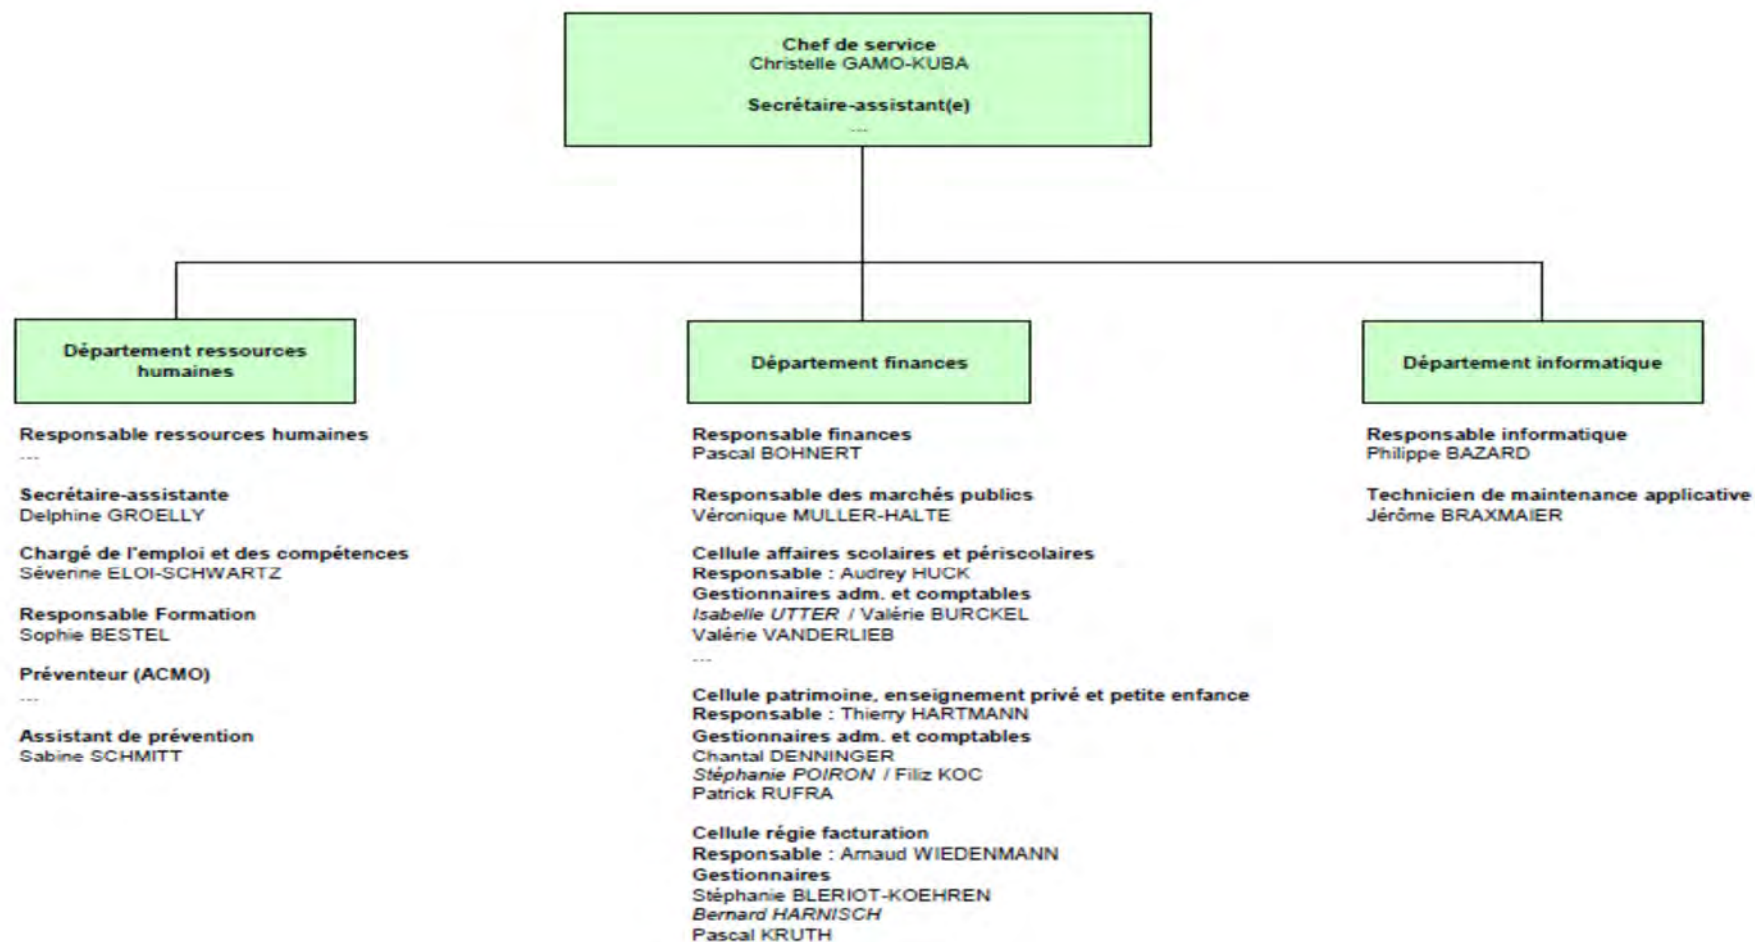 Chef de service
Christelle GAMO-KUBA
Secrétaire-assistant(e)
---
Département ressources
humaines
Responsable ressources humaines
---
Secrétaire-assistante
Delphine GROELLY
Chargé de l'emploi et des compétences
Séverine ELOI-SCHWARTZ
Responsable Formation
Sophie BESTEL
Préventeur (ACMO)
---
Assistant de prévention
Sabine SCHMITT
Département finances
Responsable finances
Pascal BOHNERT
Responsable des marchés publics
Véronique MULLER-HALTE
Cellule affaires scolaires et périscolaires
Responsable : Audrey HUCK
Gestionnaires adm. et comptables
Isabelle UTTER / Valérie BURCKEL
Valérie VANDERLIEB
---
Cellule patrimoine, enseignement privé et petite enfance
Responsable : Thierry HARTMANN
Gestionnaires adm. et comptables
Chantal DENNINGER
Stéphanie POIRON / Filiz KOC
Patrick RUFRA
Cellule régie facturation
Responsable : Arnaud WIEDENMANN
Gestionnaires
Stéphanie BLERIOT-KOEHREN
Bernard HARNISCH
Pascal KRUTH
Département informatique
Responsable informatique
Philippe BAZARD
Technicien de maintenance applicative
Jérôme BRAXMAIER